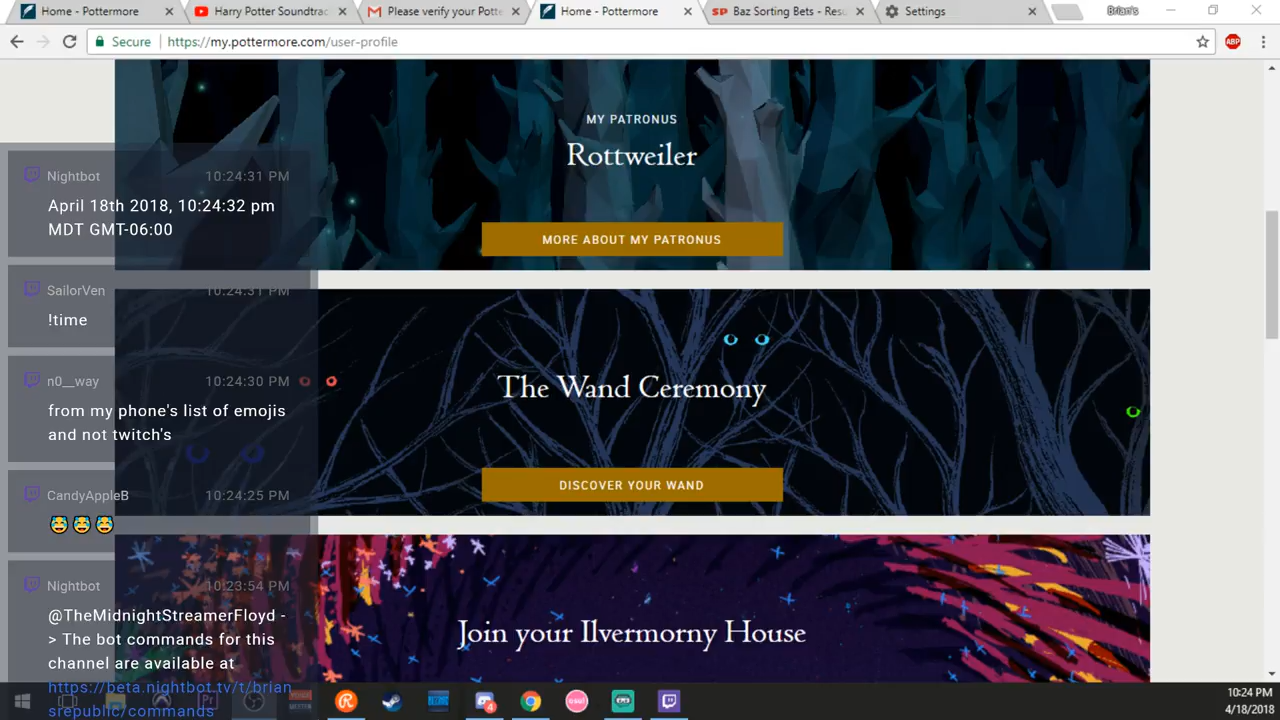 Home - Pottermore
Harry Potter Soundtrac
Please verify your Potte
Home - Pottermore
Baz Sorting Bets - Resu
Settings
Brian's
Secure
https://my.pottermore.com/user-profile
ABP
MY PATRONUS
Rottweiler
MORE ABOUT MY PATRONUS
The Wand Ceremony
DISCOVER YOUR WAND
Join your Ilvermorny House
Nightbot 10:24:31 PM
April 18th 2018, 10:24:32 pm
MDT GMT-06:00
SailorVen 10:24:31 PM
!time
n0__way 10:24:30 PM
from my phone's list of emojis
and not twitch's
CandyAppleB 10:24:25 PM
😹😹😹
Nightbot 10:23:54 PM
@TheMidnightStreamerFloyd -
> The bot commands for this
channel are available at
https://beta.nightbot.tv/t/brian
srepublic/commands
Pr
osu!
10:24 PM
4/18/2018